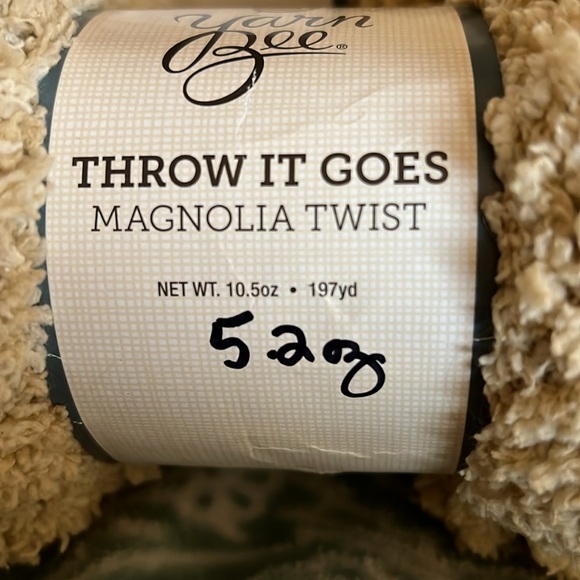 Yarn
Bee®
THROW IT GOES
MAGNOLIA TWIST
NET WT. 10.5oz • 197yd
5.2oz